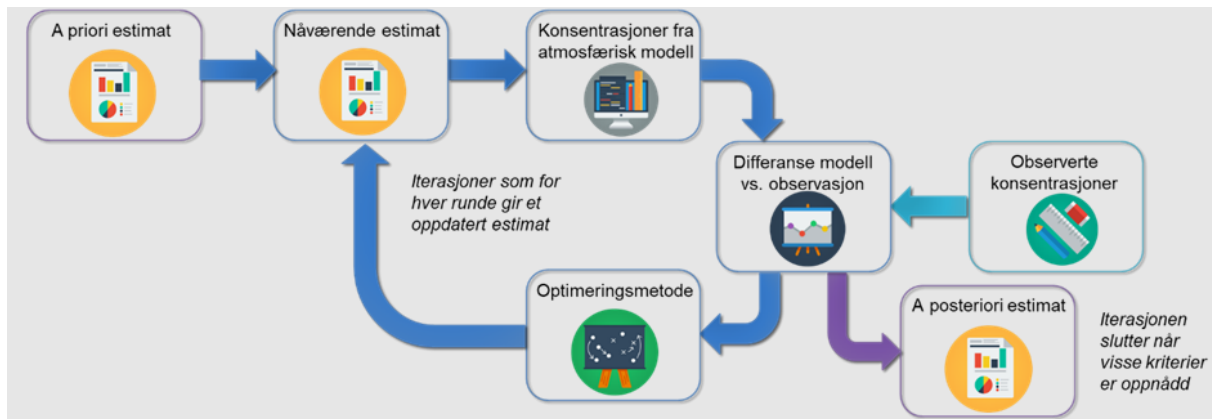 A priori estimat
Nåværende estimat
Konsentrasjoner fra
atmosfærisk modell
Differanse modell
vs. observasjon
Observerte
konsentrasjoner
Iterasjoner som for
hver runde gir et
oppdatert estimat
Optimeringsmetode
A posteriori estimat
Iterasjonen
slutter når
visse kriterier
er oppnådd